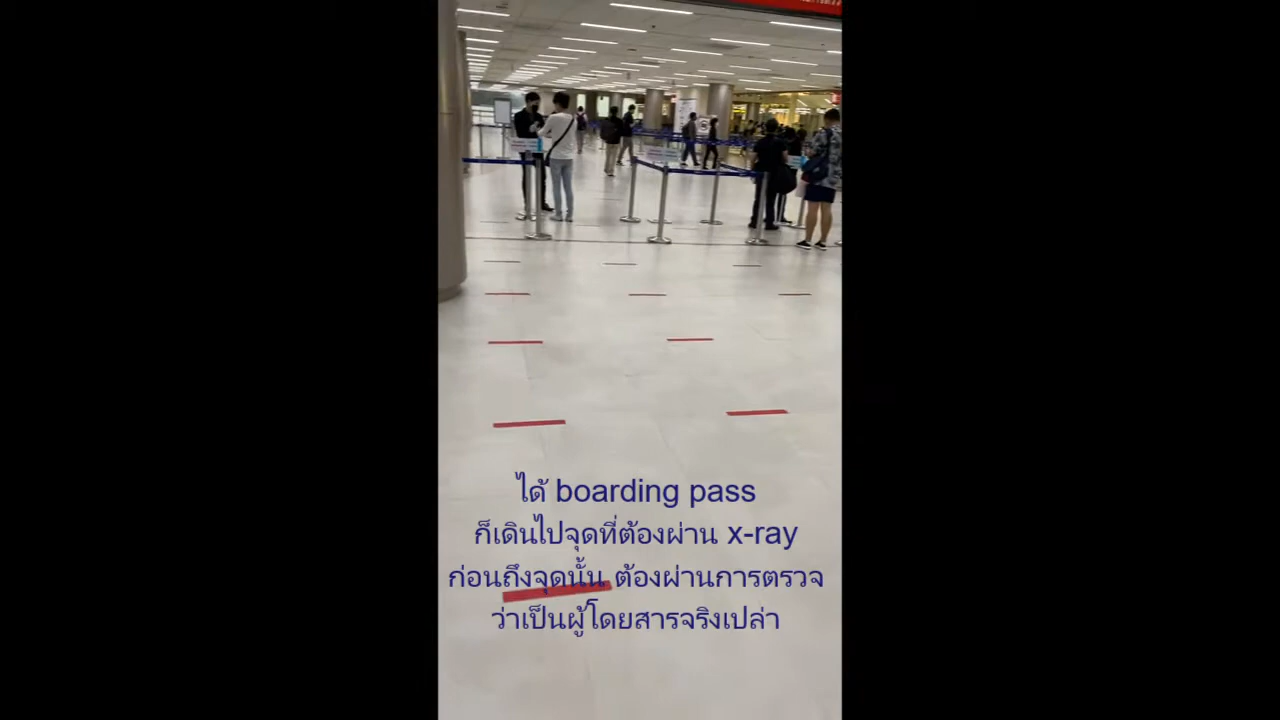 ได้ boarding pass
ก็เดินไปจุดที่ต้องผ่าน x-ray
ก่อนถึงจุดนั้น ต้องผ่านการตรวจ
ว่าเป็นผู้โดยสารจริงเปล่า